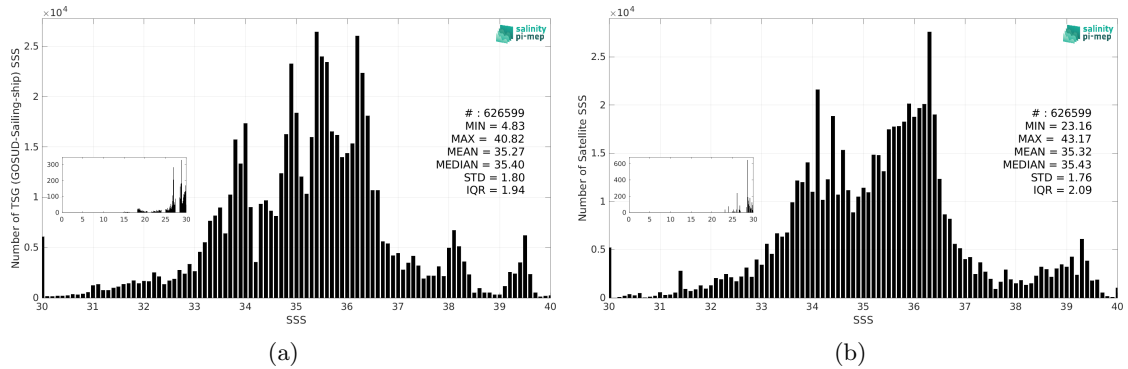 ×10⁴
2.5
2
1.5
1
0.5
0
Number of TSG (GOSUD-Sailing-ship) SSS
salinity
pi-mep
# : 626599
MIN = 4.83
MAX = 40.82
MEAN = 35.27
MEDIAN = 35.40
STD = 1.80
IQR = 1.94
300
200
100
0
0 5 10 15 20 25 30
30 31 32 33 34 35 36 37 38 39 40
SSS
(a)
×10⁴
2.5
2
1.5
1
0.5
0
Number of Satellite SSS
salinity
pi-mep
# : 626599
MIN = 23.16
MAX = 43.17
MEAN = 35.32
MEDIAN = 35.43
STD = 1.76
IQR = 2.09
600
400
200
0
0 5 10 15 20 25 30
30 31 32 33 34 35 36 37 38 39 40
SSS
(b)